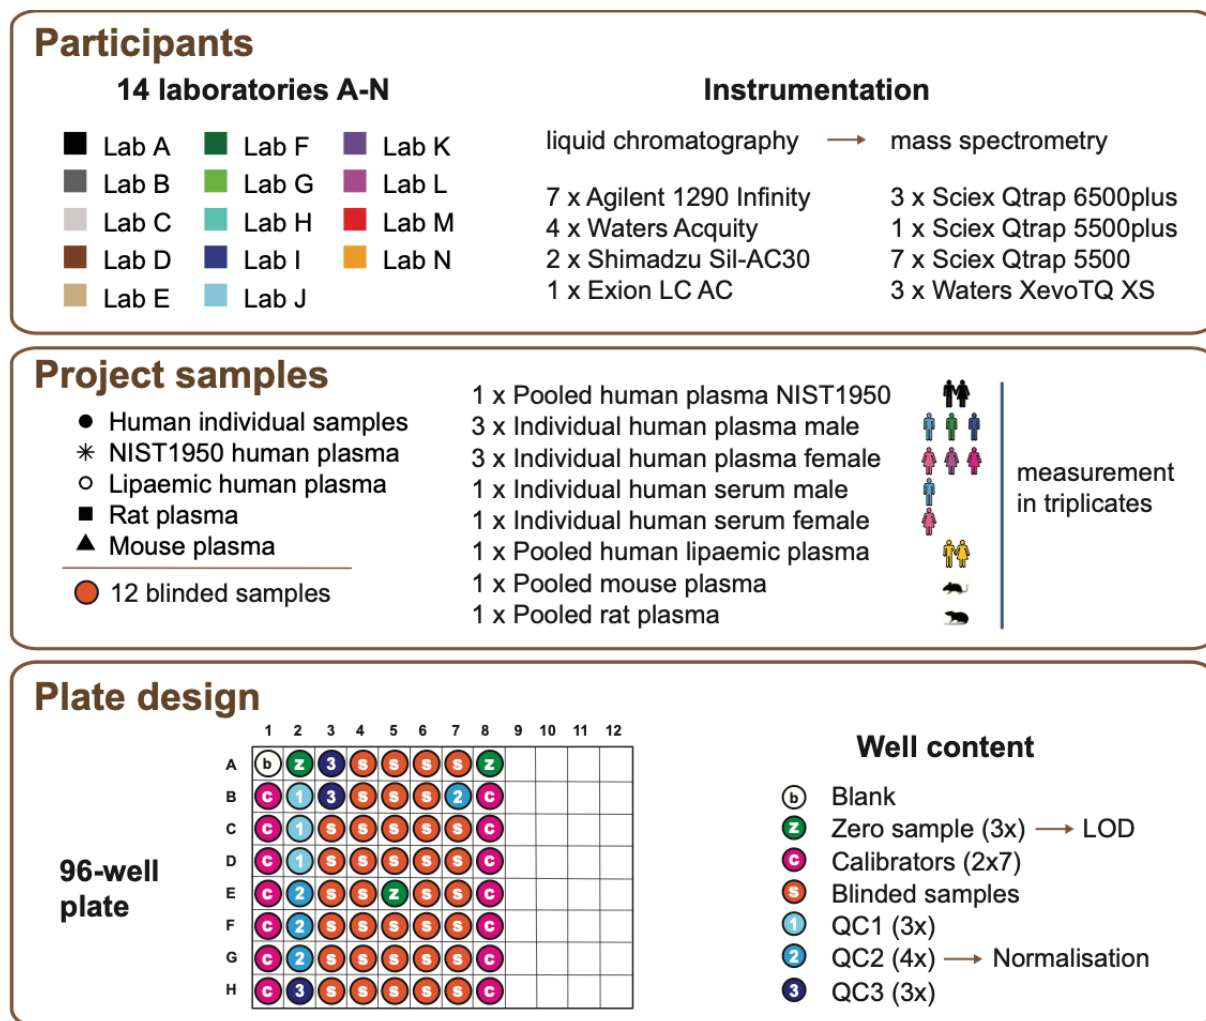 Participants
14 laboratories A-N
Lab A
Lab B
Lab C
Lab D
Lab E
Lab F
Lab G
Lab H
Lab I
Lab J
Lab K
Lab L
Lab M
Lab N
Instrumentation
liquid chromatography → mass spectrometry
7 x Agilent 1290 Infinity
4 x Waters Acquity
2 x Shimadzu Sil-AC30
1 x Exion LC AC
3 x Sciex Qtrap 6500plus
1 x Sciex Qtrap 5500plus
7 x Sciex Qtrap 5500
3 x Waters XevoTQ XS
Project samples
Human individual samples
NIST1950 human plasma
Lipaemic human plasma
Rat plasma
Mouse plasma
12 blinded samples
1 x Pooled human plasma NIST1950
3 x Individual human plasma male
3 x Individual human plasma female
1 x Individual human serum male
1 x Individual human serum female
1 x Pooled human lipaemic plasma
1 x Pooled mouse plasma
1 x Pooled rat plasma
measurement
in triplicates
Plate design
96-well
plate
1 2 3 4 5 6 7 8 9 10 11 12
A b z 3 s s s s z
B c 1 3 s s s 2 c
C c 1 s s s s s c
D c 1 s s s s s c
E c 2 s s z s s c
F c 2 s s s s s c
G c 2 s s s s s c
H c 3 s s s s s c
Well content
b Blank
z Zero sample (3x) → LOD
c Calibrators (2x7)
s Blinded samples
1 QC1 (3x)
2 QC2 (4x) → Normalisation
3 QC3 (3x)